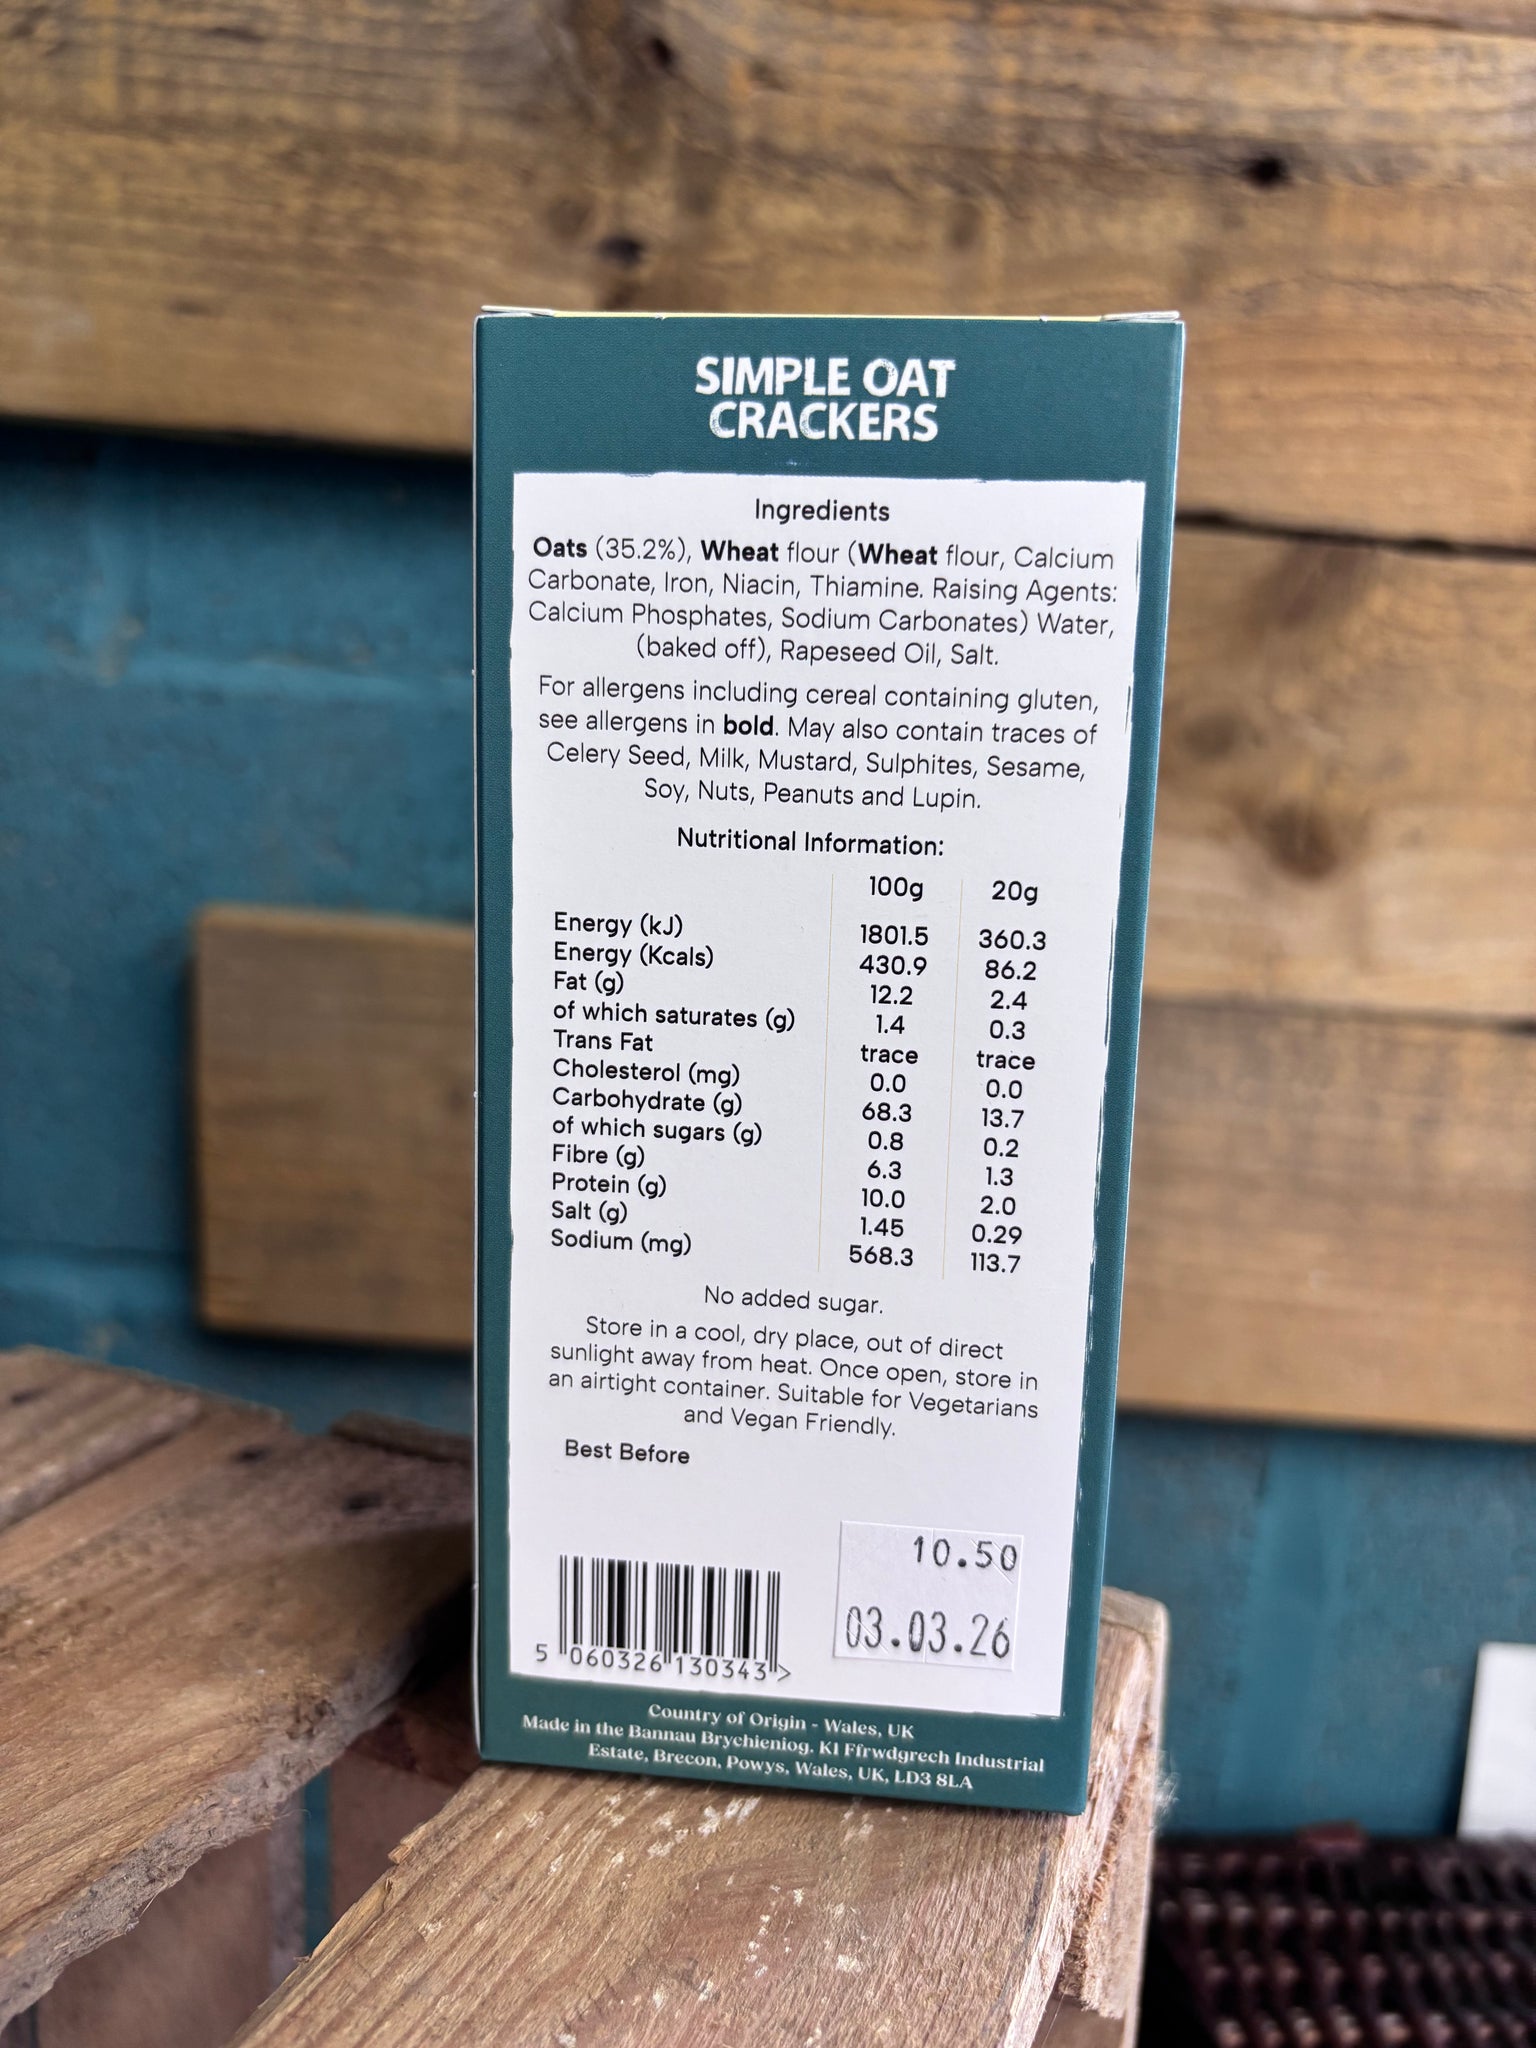 SIMPLE OAT
CRACKERS
Ingredients
Oats (35.2%), Wheat flour (Wheat flour, Calcium
Carbonate, Iron, Niacin, Thiamine. Raising Agents:
Calcium Phosphates, Sodium Carbonates) Water,
(baked off), Rapeseed Oil, Salt.
For allergens including cereal containing gluten,
see allergens in bold. May also contain traces of
Celery Seed, Milk, Mustard, Sulphites, Sesame,
Soy, Nuts, Peanuts and Lupin.
Nutritional Information:
100g 20g
Energy (kJ) 1801.5 360.3
Energy (Kcals) 430.9 86.2
Fat (g) 12.2 2.4
of which saturates (g) 1.4 0.3
Trans Fat trace trace
Cholesterol (mg) 0.0 0.0
Carbohydrate (g) 68.3 13.7
of which sugars (g) 0.8 0.2
Fibre (g) 6.3 1.3
Protein (g) 10.0 2.0
Salt (g) 1.45 0.29
Sodium (mg) 568.3 113.7
No added sugar.
Store in a cool, dry place, out of direct
sunlight away from heat. Once open, store in
an airtight container. Suitable for Vegetarians
and Vegan Friendly.
Best Before
10.50
03.03.26
5 060326 130343 >
Country of Origin - Wales, UK
Made in the Bannau Brychieniog. K1 Ffrwdgrech Industrial
Estate, Brecon, Powys, Wales, UK, LD3 8LA